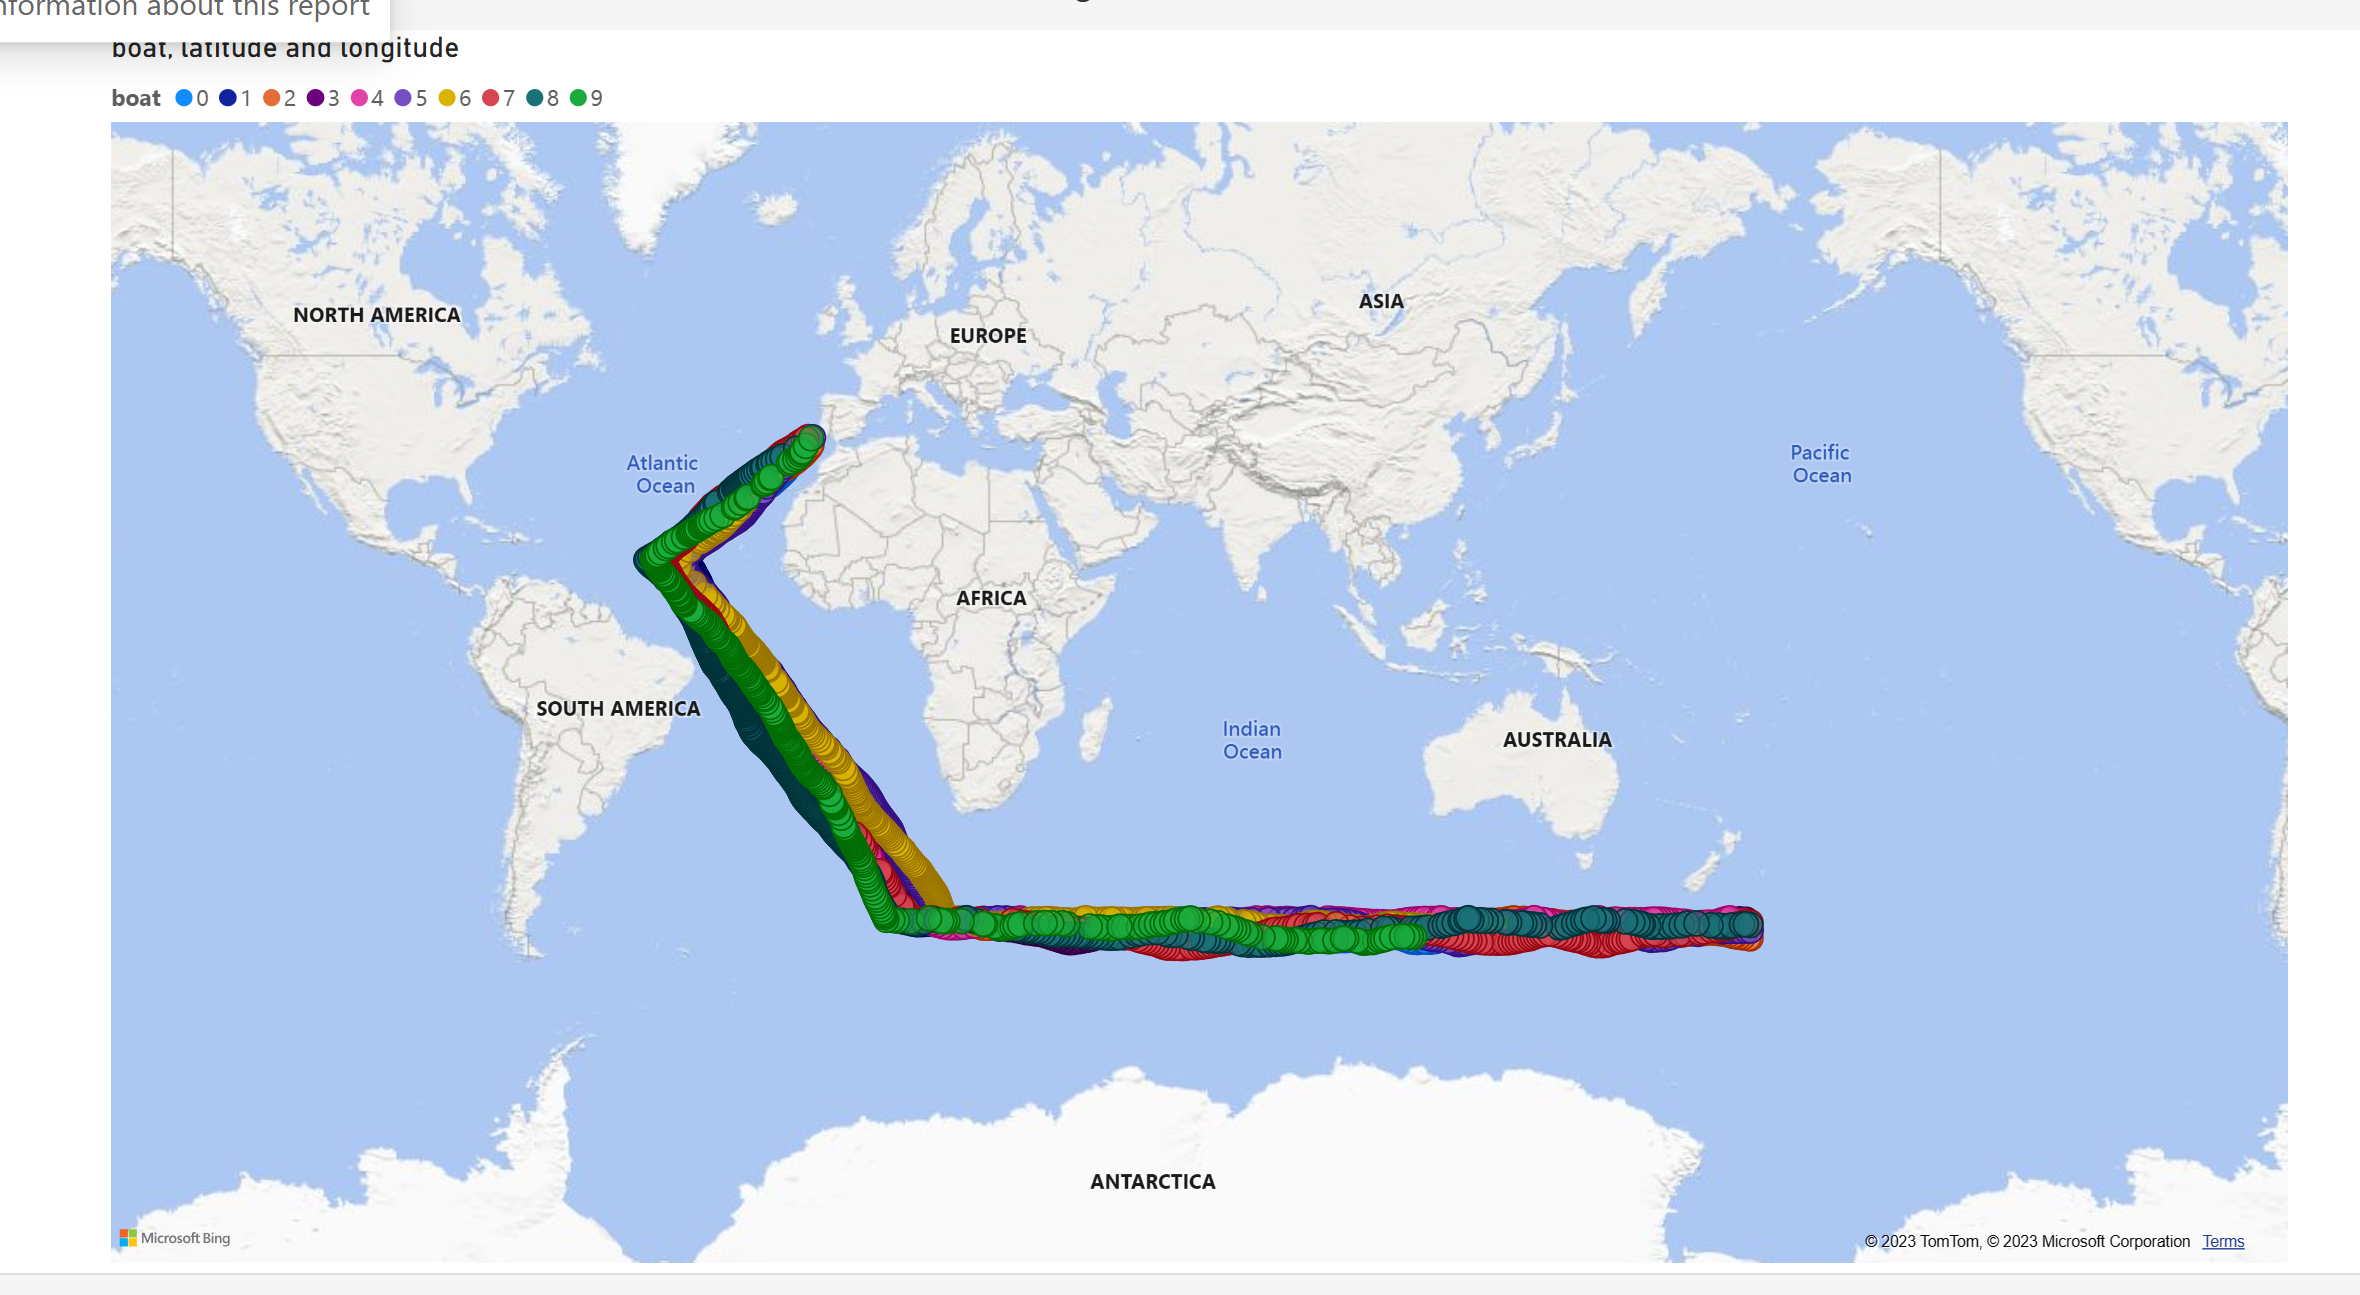 information about this report
boat, latitude and longitude
boat 0 1 2 3 4 5 6 7 8 9
NORTH AMERICA
ASIA
EUROPE
Atlantic
Ocean
Pacific
Ocean
AFRICA
SOUTH AMERICA
Indian
Ocean
AUSTRALIA
ANTARCTICA
Microsoft Bing
© 2023 TomTom, © 2023 Microsoft Corporation Terms